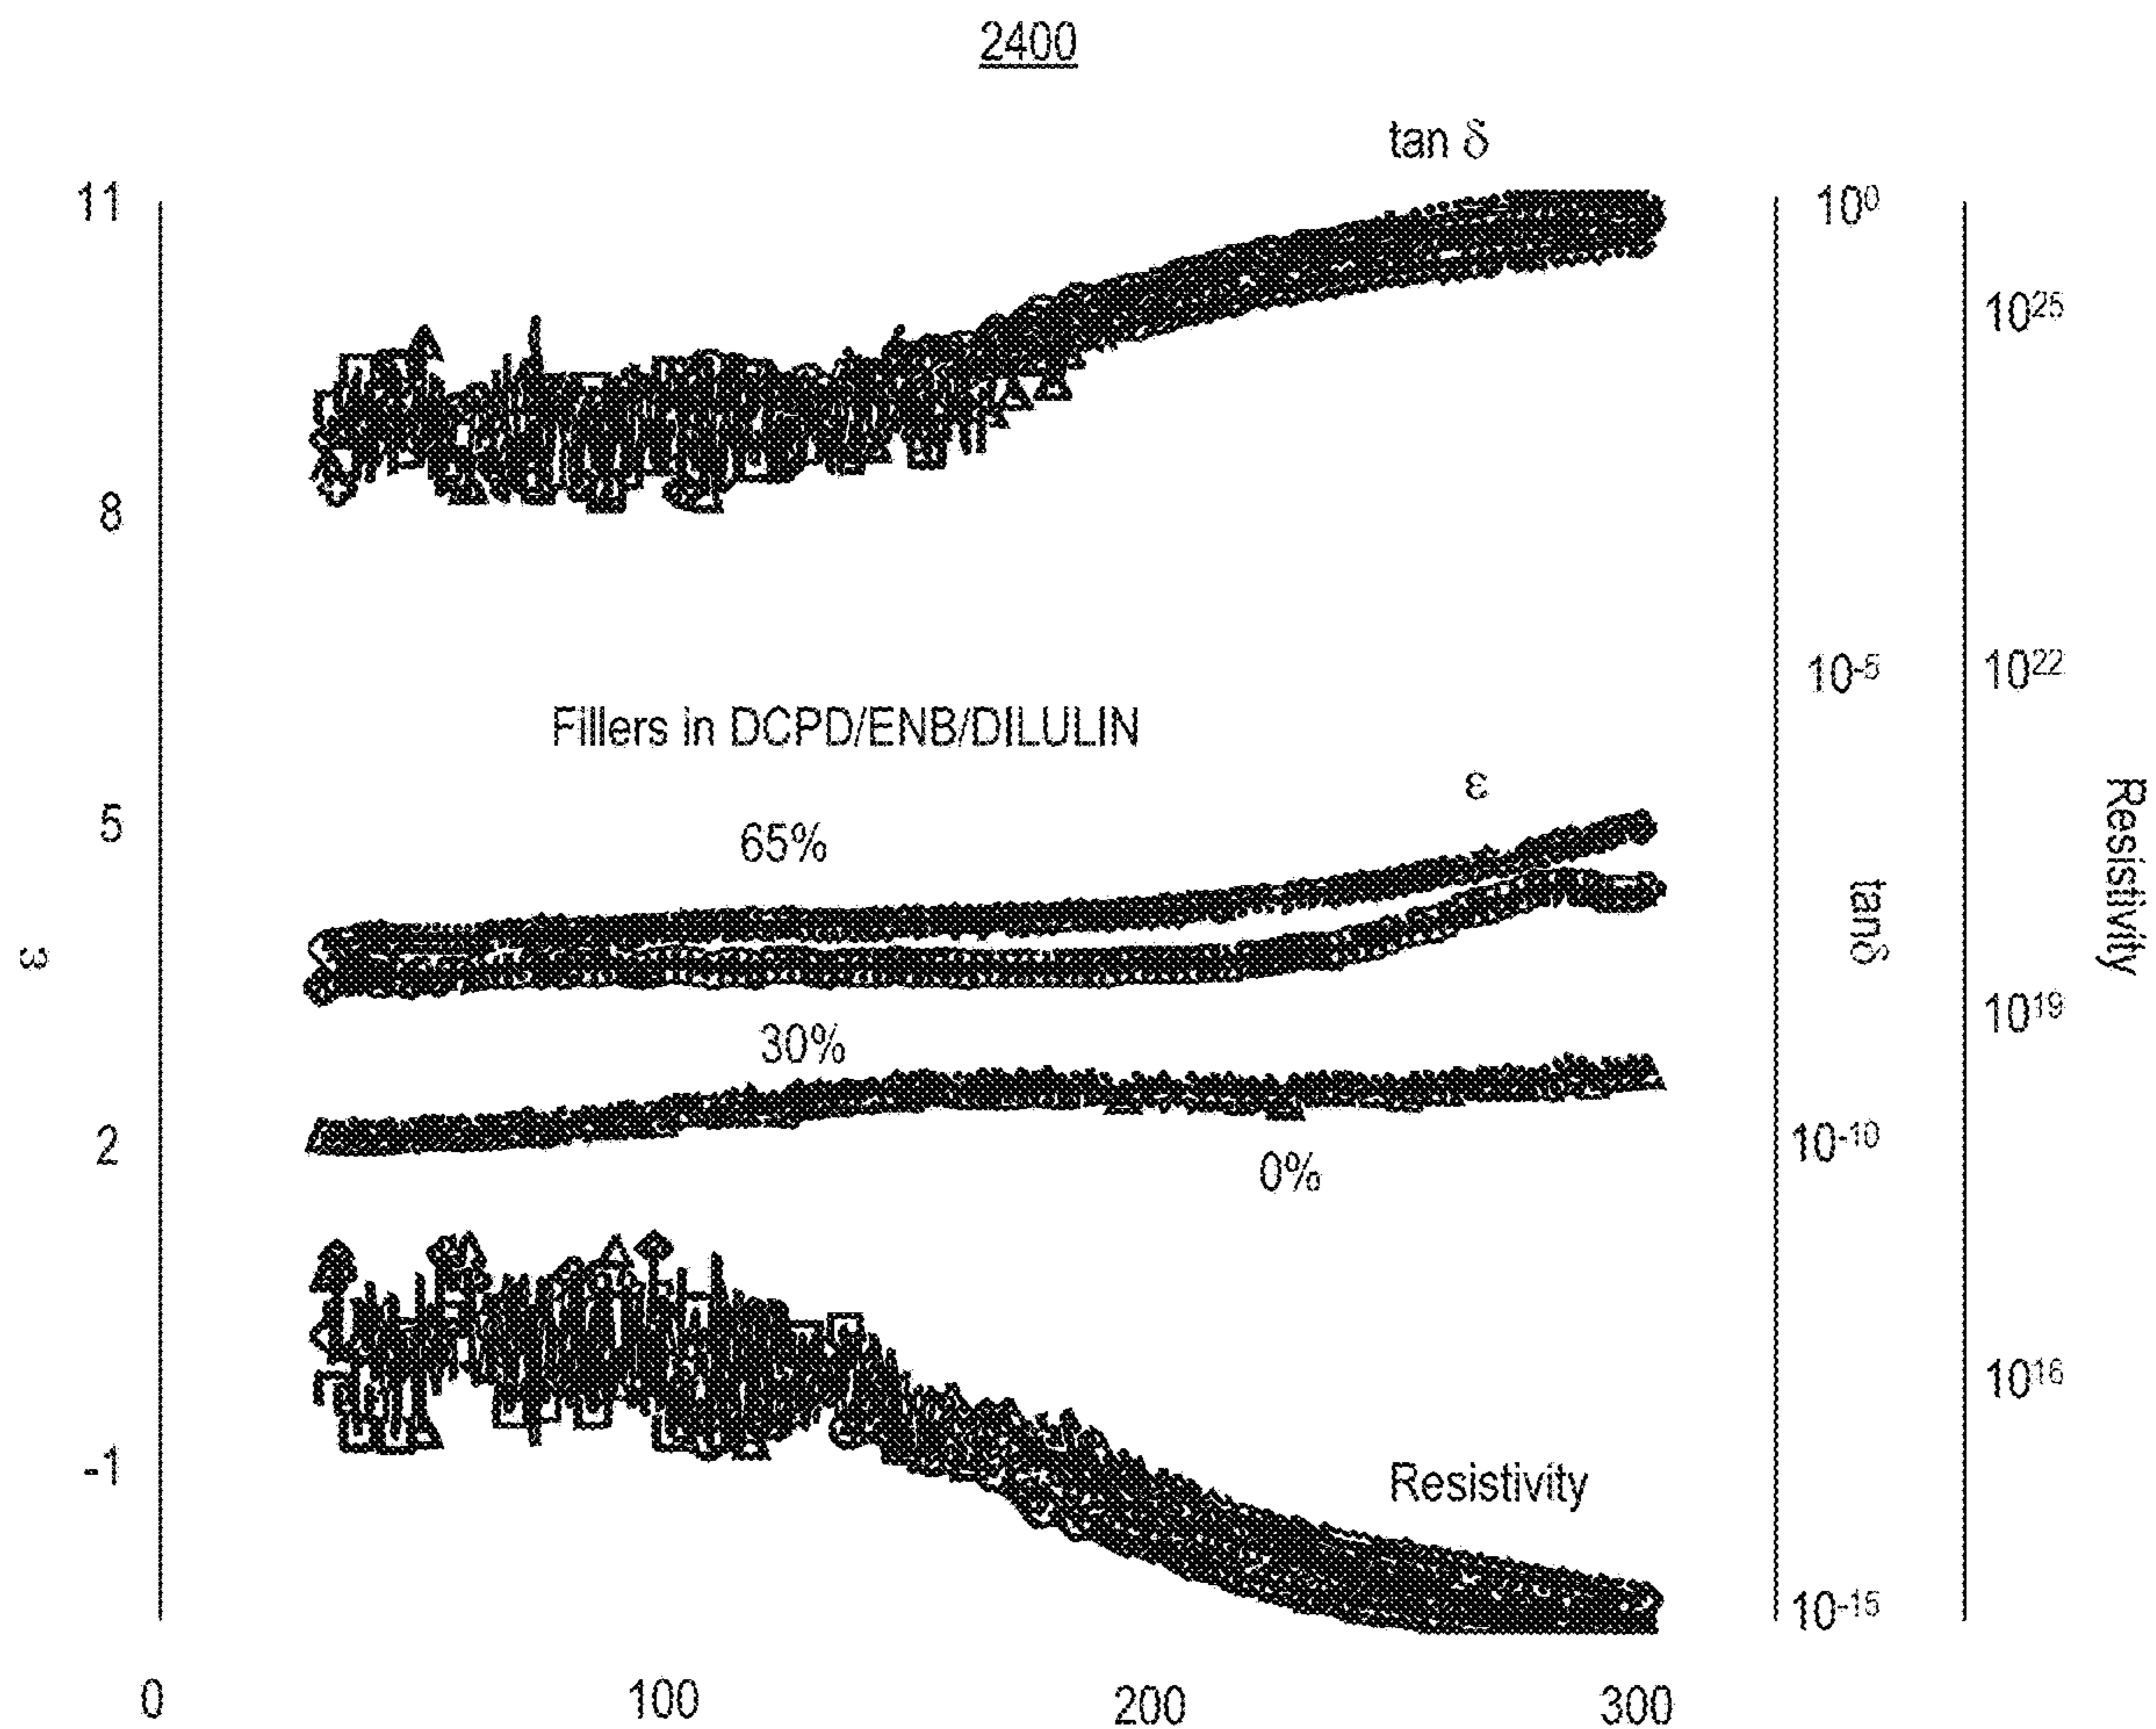 2400
tan δ
11
8
5
2
-1
ε
Fillers in DCPD/ENB/DILULIN
65%
ε
30%
0%
Resistivity
10⁰
10⁻⁵
10⁻¹⁰
10⁻¹⁵
tanδ
10²⁵
10²²
10¹⁹
10¹⁶
Resistivity
0 100 200 300